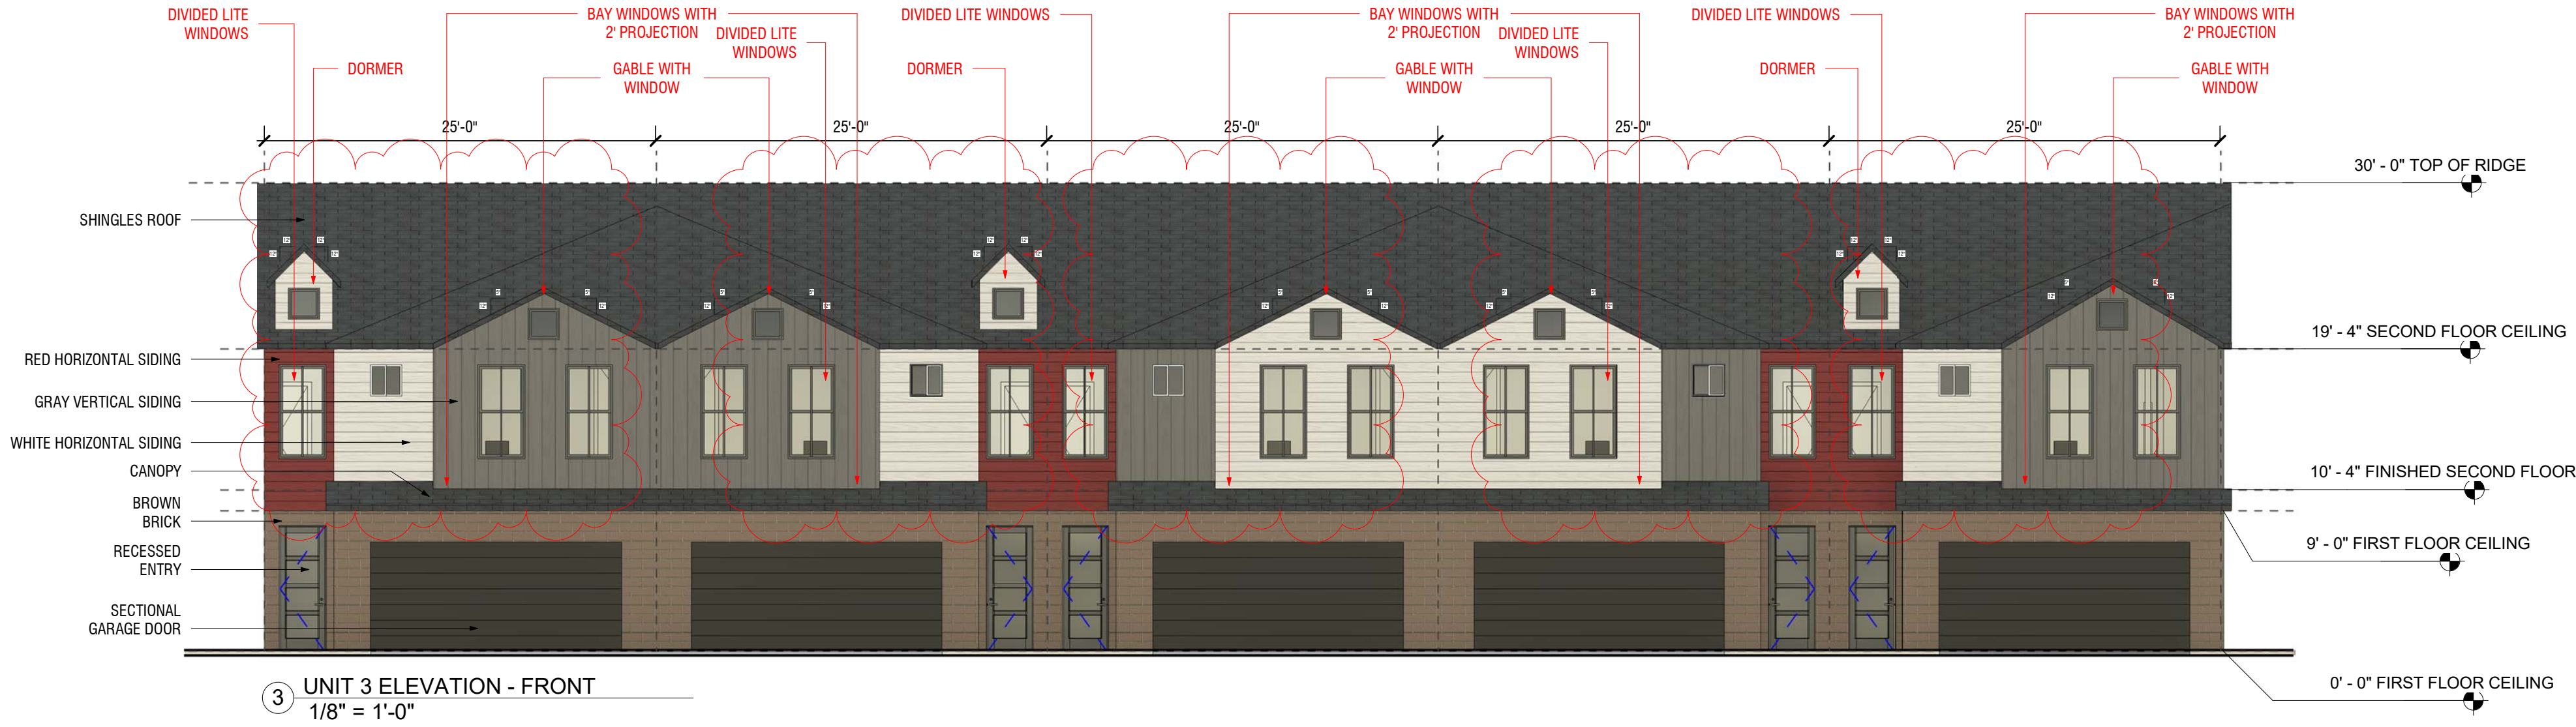 DIVIDED LITE
WINDOWS
BAY WINDOWS WITH
2' PROJECTION
DIVIDED LITE
WINDOWS
DIVIDED LITE WINDOWS
BAY WINDOWS WITH
2' PROJECTION
DIVIDED LITE
WINDOWS
DIVIDED LITE WINDOWS
BAY WINDOWS WITH
2' PROJECTION
DORMER
GABLE WITH
WINDOW
DORMER
GABLE WITH
WINDOW
DORMER
GABLE WITH
WINDOW
25'-0"
25'-0"
25'-0"
25'-0"
25'-0"
30' - 0" TOP OF RIDGE
SHINGLES ROOF
19' - 4" SECOND FLOOR CEILING
RED HORIZONTAL SIDING
GRAY VERTICAL SIDING
WHITE HORIZONTAL SIDING
CANOPY
10' - 4" FINISHED SECOND FLOOR
BROWN
BRICK
RECESSED
ENTRY
9' - 0" FIRST FLOOR CEILING
SECTIONAL
GARAGE DOOR
0' - 0" FIRST FLOOR CEILING
3
UNIT 3 ELEVATION - FRONT
1/8" = 1'-0"